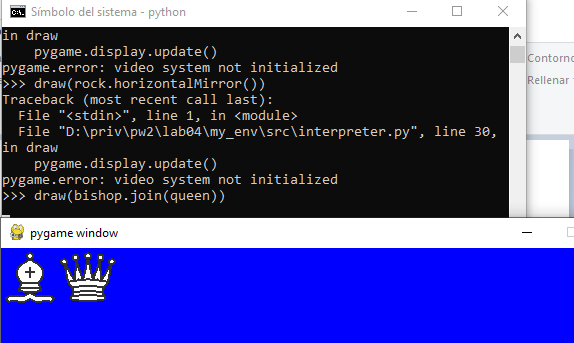 Símbolo del sistema - python
in draw
    pygame.display.update()
pygame.error: video system not initialized
>>> draw(rock.horizontalMirror())
Traceback (most recent call last):
  File "<stdin>", line 1, in <module>
  File "D:\priv\pw2\lab04\my_env\src\interpreter.py", line 30,
in draw
    pygame.display.update()
pygame.error: video system not initialized
>>> draw(bishop.join(queen))
Contorno
Rellenar
pygame window